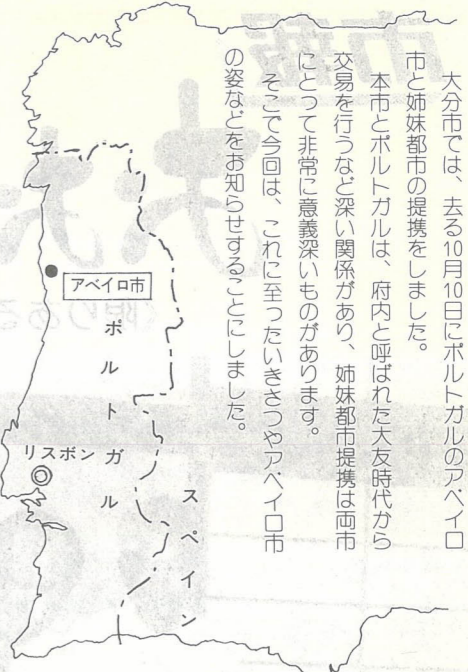 大分市では、去る10月10日にポルトガルのアベイロ
市と姉妹都市の提携をしました。
本市とポルトガルは、府内と呼ばれた大友時代から
交易を行うなど深い関係があり、姉妹都市提携は両市
にとって非常に意義深いものがあります。
そこで今回は、これに至ったいきさつやアベイロ市
の姿などをお知らせすることにしました。
アベイロ市
ポルトガル
リスボン
スペイン